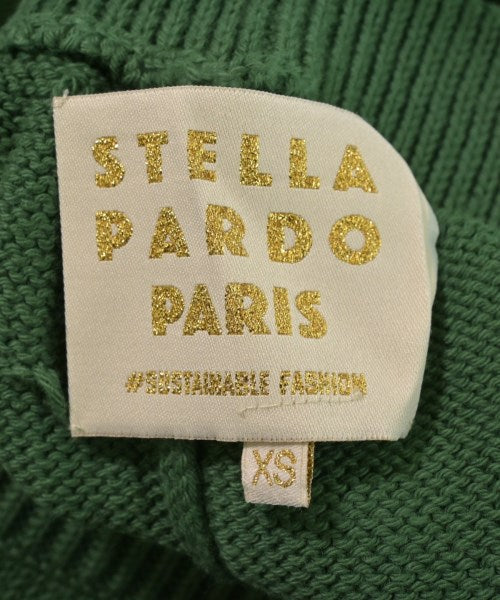 STELLA
PARDO
PARIS
#SUSTAINABLE FASHION
XS